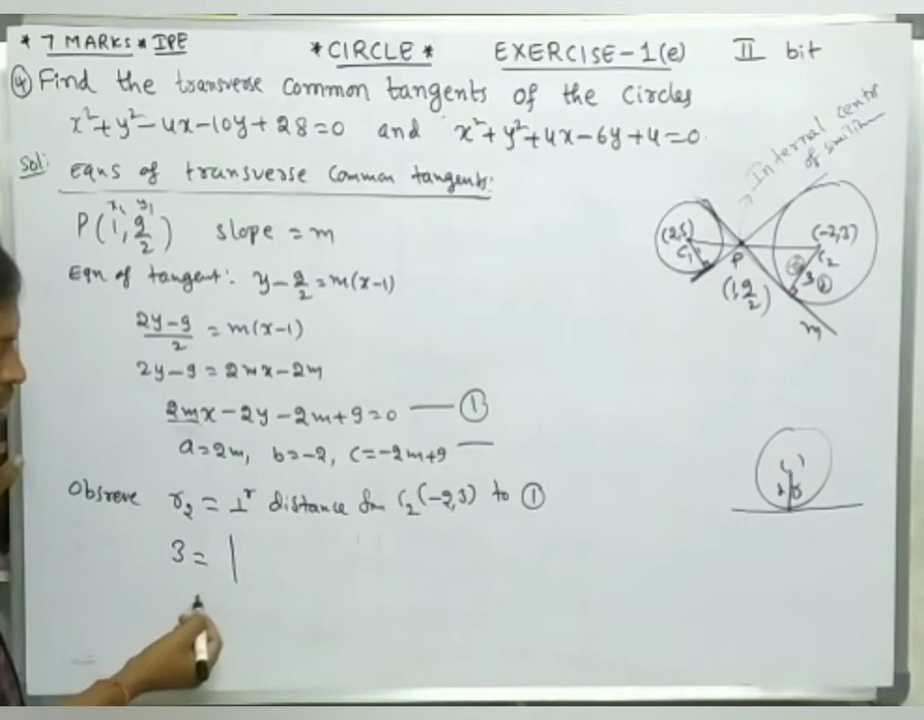 * 7 MARKS * IPE
* CIRCLE *
EXERCISE-1(e) II bit
④ Find the transverse common tangents of the circles
x²+y²-4x-10y+28=0 and x²+y²+4x-6y+4=0.
Sol: Eqns of transverse common tangents:
x₁ y₁
P(1, 9/2) slope = m
Eqn of tangent: y - 9/2 = m(x-1)
2y-9/2 = m(x-1)
2y-9 = 2mx-2m
2mx-2y-2m+9=0 — ①
a=2m, b=-2, c=-2m+9 —
Obsreve r₂ = ⊥r distance from C₂(-2,3) to ①
3 = |
Internal centre
of
(2,5)
C₁
P
(1, 9/2)
(-2,3)
C₂
3
m
r